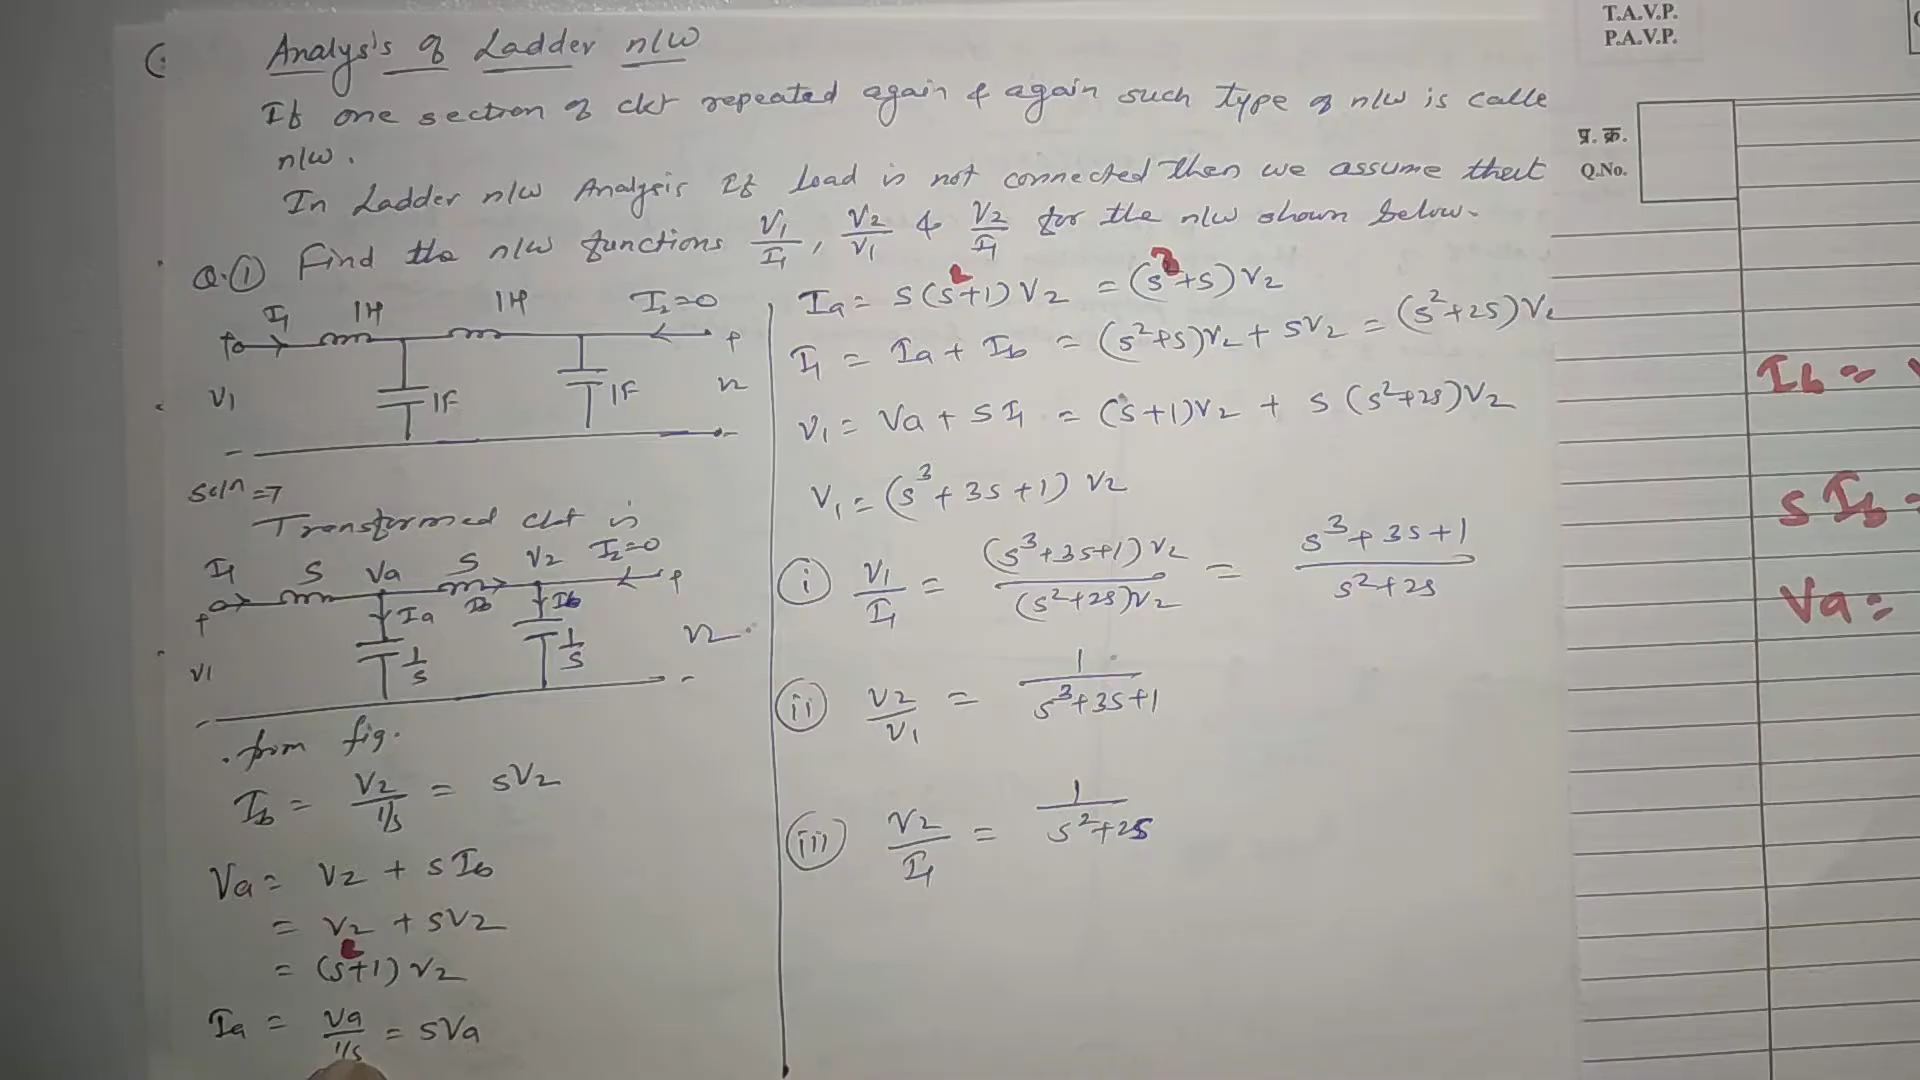 Analysis of Ladder n/w
If one section of ckt repeated again & again such type of n/w is calle
n/w.
In Ladder n/w Analysis If load is not connected then we assume that
Q.① Find the n/w functions V1/I1, V2/V1 & V2/I1 for the n/w shown below.
I1 1H 1H I2=0
+
+
V1 1F 1F V2
-
-
Soln ⇒
Transformed ckt is
I1 S Va S V2 I2=0
+ Ia Ib Ib +
V1 1/s 1/s V2
-
-
from fig.
Ib = V2/1/s = sV2
Va = V2 + sIb
= V2 + sV2
= (s²+1) V2
Ia = Va/1/s = sVa
Ia = s(s²+1)V2 = (s³+s)V2
I1 = Ia + Ib = (s²+s)V2 + sV2 = (s²+2s)V2
V1 = Va + sI1 = (s+1)V2 + s(s²+2s)V2
V1 = (s³+3s+1) V2
(i) V1/I1 = (s³+3s+1)V2/(s²+2s)V2 = s³+3s+1/s²+2s
(ii) V2/V1 = 1/s³+3s+1
(iii) V2/I1 = 1/s²+2s
T.A.V.P.
P.A.V.P.
प्र. क्र.
Q.No.
Ib =
sIb =
Va =